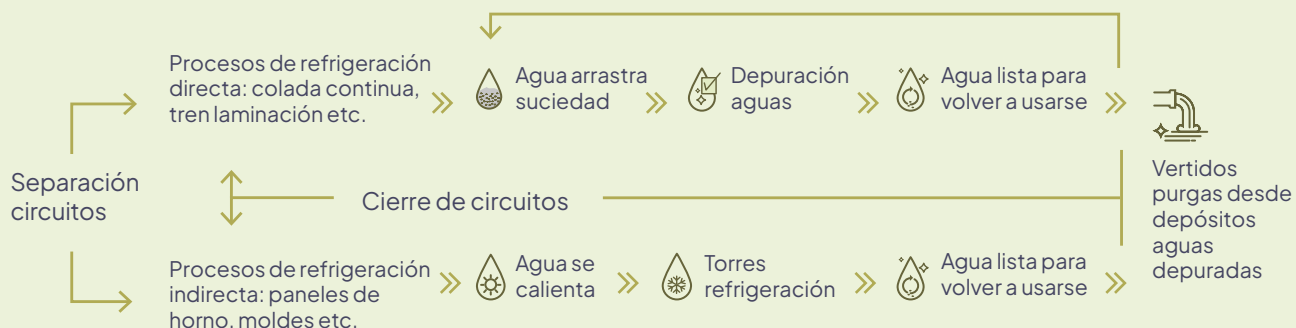 Separación
circuitos
Procesos de refrigeración
directa: colada continua,
tren laminación etc.
Agua arrastra
suciedad
Depuración
aguas
Agua lista para
volver a usarse
Cierre de circuitos
Procesos de refrigeración
indirecta: paneles de
horno, moldes etc.
Agua se
calienta
Torres
refrigeración
Agua lista para
volver a usarse
Vertidos
purgas desde
depósitos
aguas
depuradas